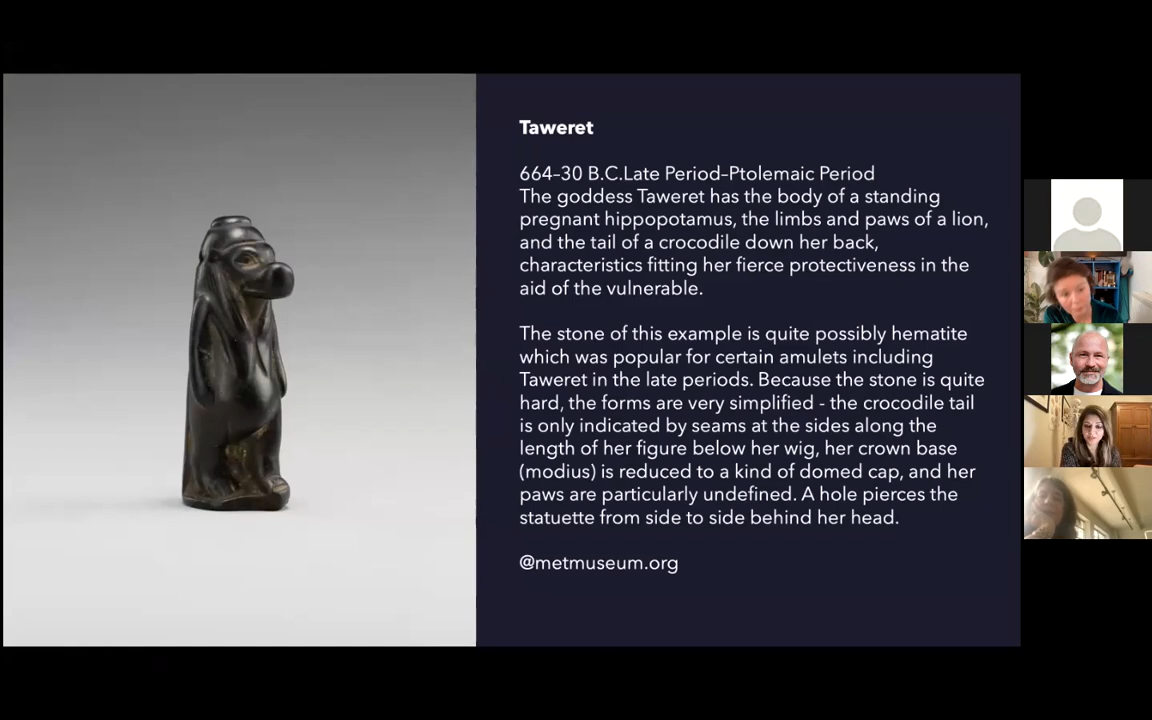 Taweret
664–30 B.C.Late Period–Ptolemaic Period
The goddess Taweret has the body of a standing
pregnant hippopotamus, the limbs and paws of a lion,
and the tail of a crocodile down her back,
characteristics fitting her fierce protectiveness in the
aid of the vulnerable.
The stone of this example is quite possibly hematite
which was popular for certain amulets including
Taweret in the late periods. Because the stone is quite
hard, the forms are very simplified - the crocodile tail
is only indicated by seams at the sides along the
length of her figure below her wig, her crown base
(modius) is reduced to a kind of domed cap, and her
paws are particularly undefined. A hole pierces the
statuette from side to side behind her head.
@metmuseum.org